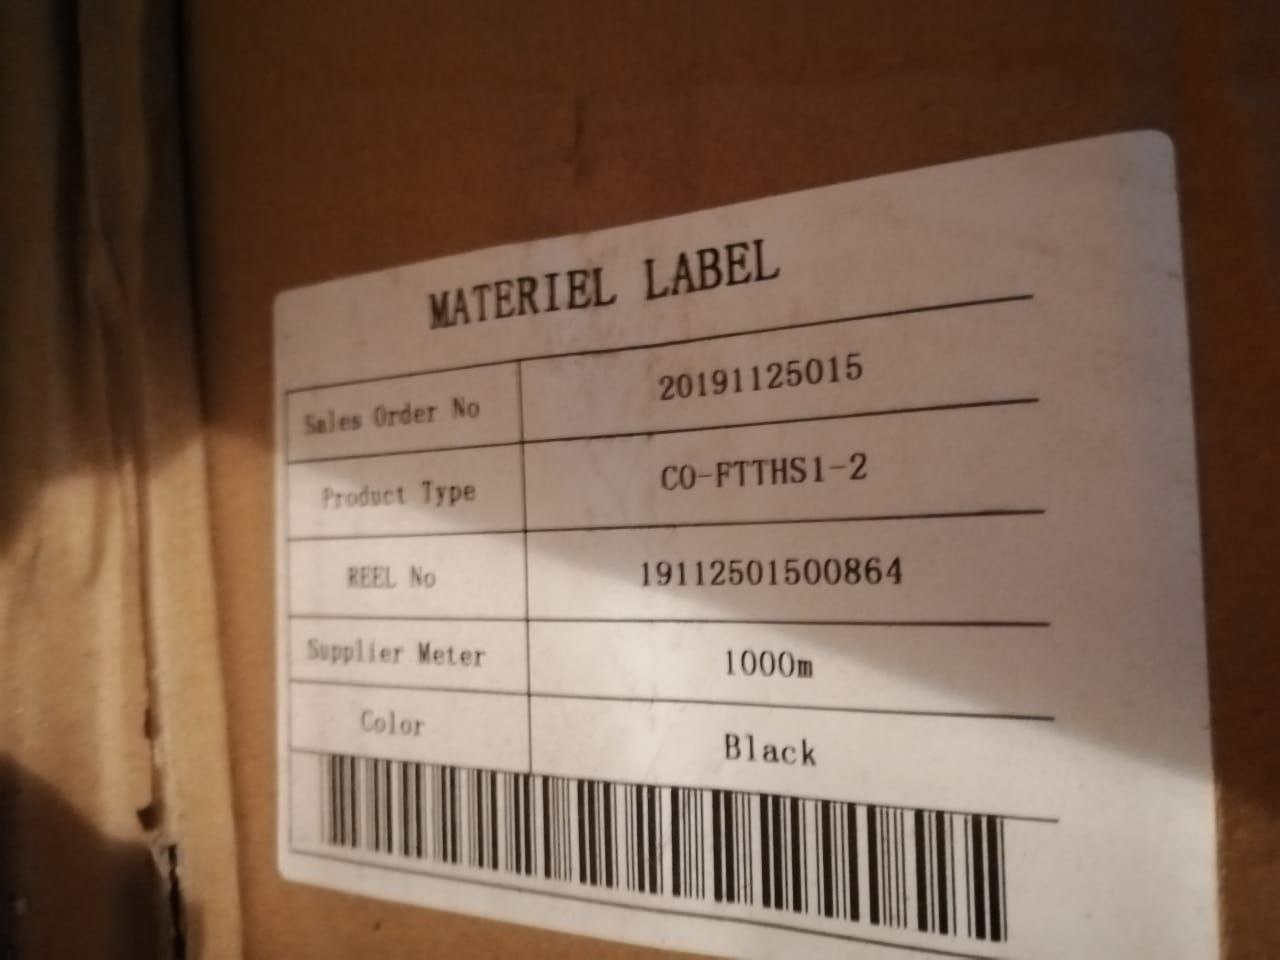 MATERIEL LABEL
Sales Order No 20191125015
Product Type CO-FTTHS1-2
REEL No 19112501500864
Supplier Meter 1000m
Color Black